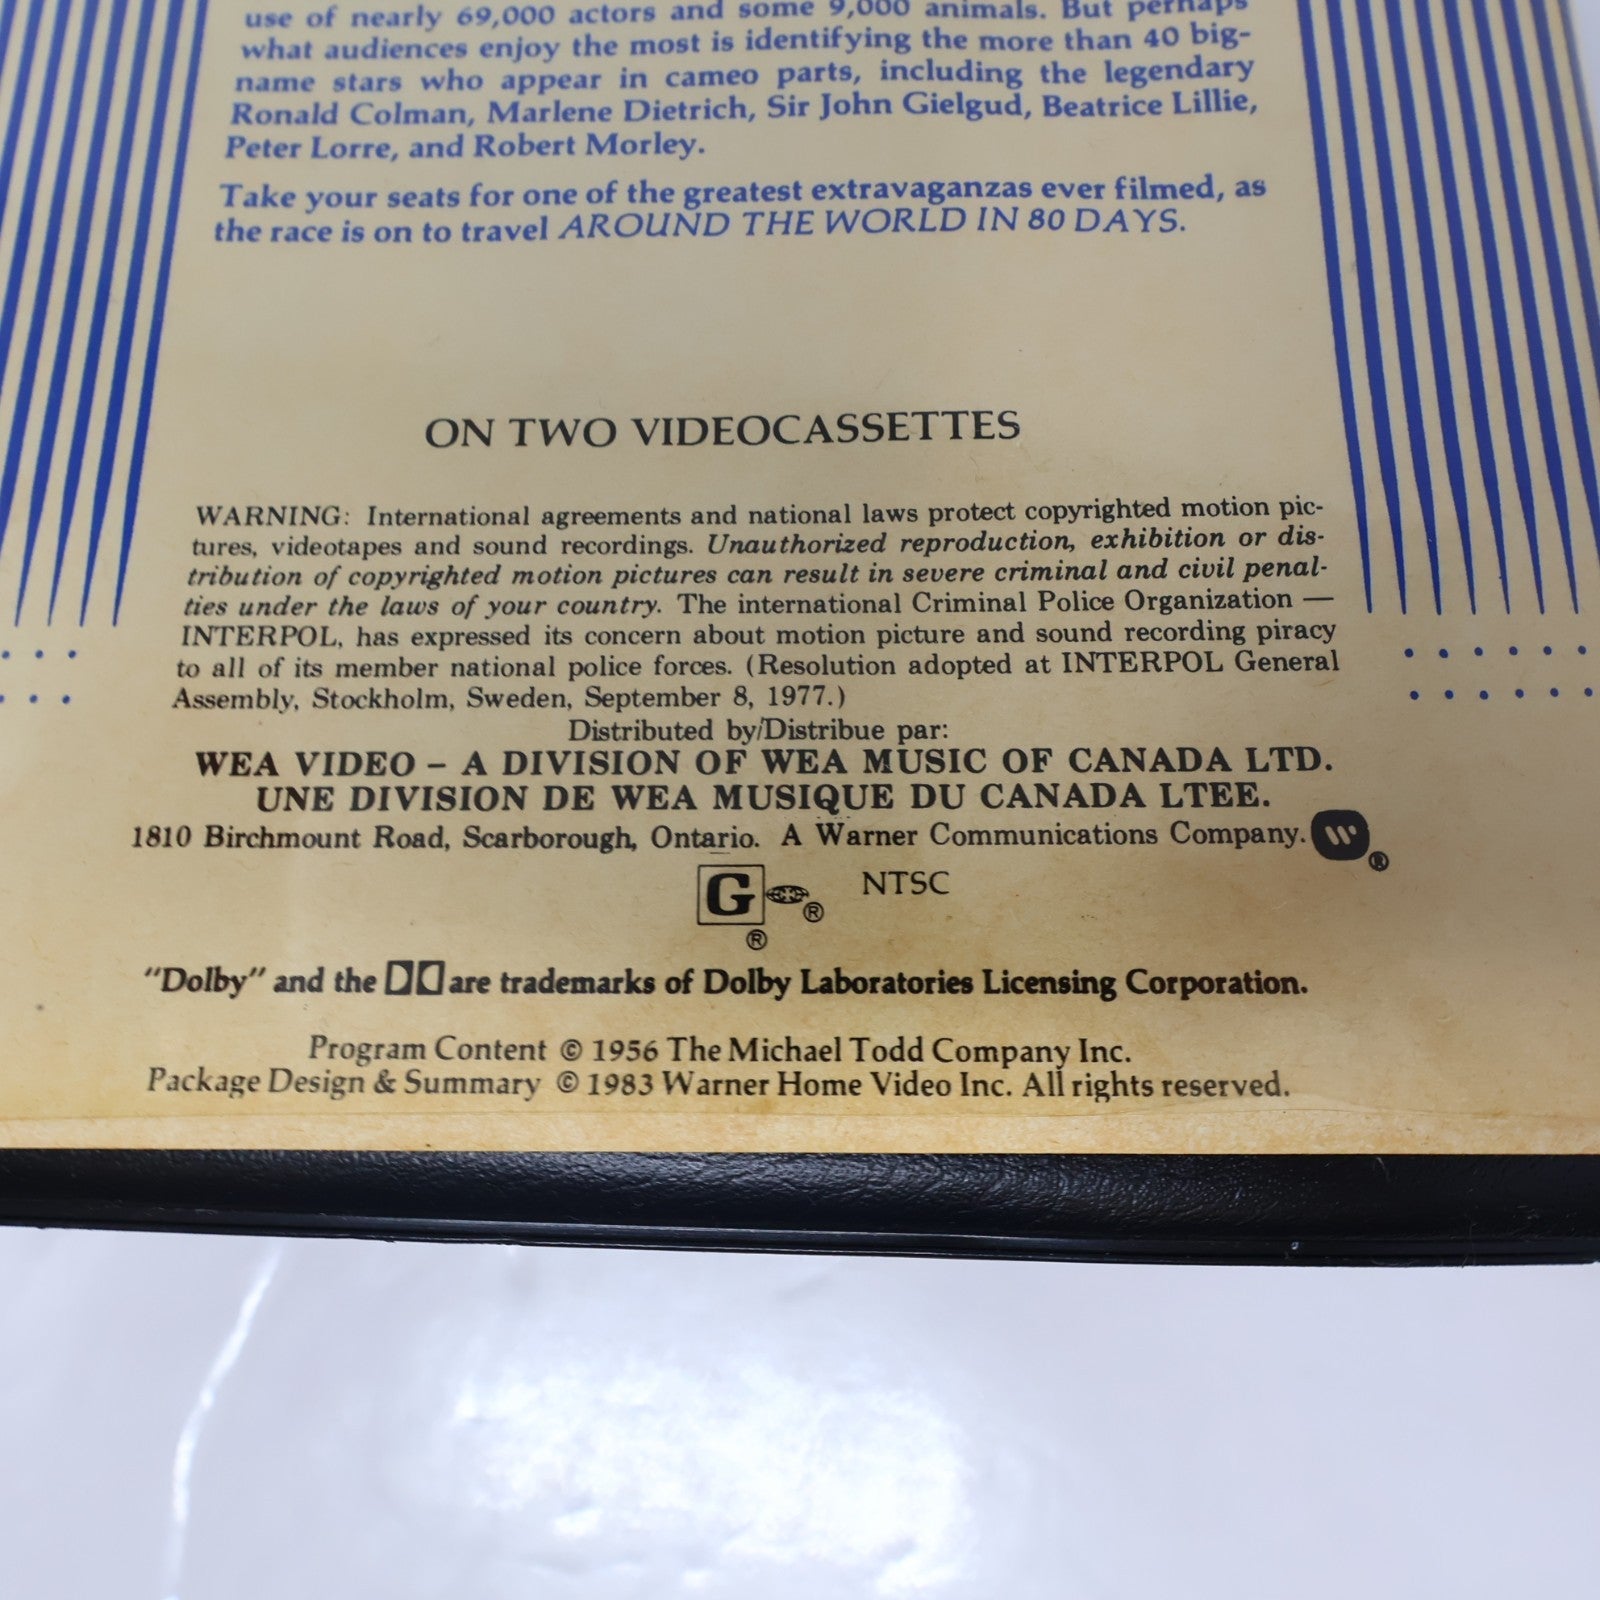 use of nearly 69,000 actors and some 9,000 animals. But perhaps
what audiences enjoy the most is identifying the more than 40 big-
name stars who appear in cameo parts, including the legendary
Ronald Colman, Marlene Dietrich, Sir John Gielgud, Beatrice Lillie,
Peter Lorre, and Robert Morley.
Take your seats for one of the greatest extravaganzas ever filmed, as
the race is on to travel AROUND THE WORLD IN 80 DAYS.
ON TWO VIDEOCASSETTES
WARNING: International agreements and national laws protect copyrighted motion pic-
tures, videotapes and sound recordings. Unauthorized reproduction, exhibition or dis-
tribution of copyrighted motion pictures can result in severe criminal and civil penal-
ties under the laws of your country. The international Criminal Police Organization —
INTERPOL, has expressed its concern about motion picture and sound recording piracy
to all of its member national police forces. (Resolution adopted at INTERPOL General
Assembly, Stockholm, Sweden, September 8, 1977.)
Distributed by/Distribue par:
WEA VIDEO – A DIVISION OF WEA MUSIC OF CANADA LTD.
UNE DIVISION DE WEA MUSIQUE DU CANADA LTEE.
1810 Birchmount Road, Scarborough, Ontario. A Warner Communications Company. ®
G ® ® NTSC
"Dolby" and the are trademarks of Dolby Laboratories Licensing Corporation.
Program Content © 1956 The Michael Todd Company Inc.
Package Design & Summary © 1983 Warner Home Video Inc. All rights reserved.